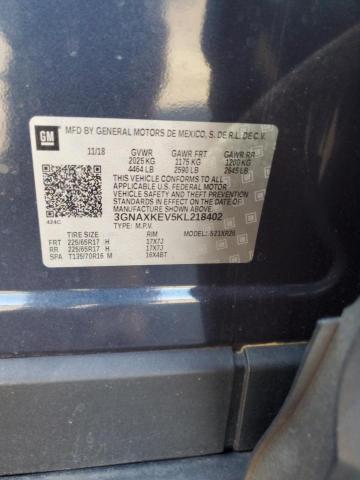 GM
MFD BY GENERAL MOTORS DE MEXICO, S. DE R.L. DE C.V.
11/18 GVWR GAWR FRT GAWR RR
2025 KG 1175 KG 1200 KG
4464 LB 2590 LB 2645 LB
THIS VEHICLE CONFORMS TO ALL APPLICABLE
U.S. FEDERAL MOTOR VEHICLE SAFETY, BUMPER,
AND THEFT PREVENTION STANDARDS IN EFFECT
ON THE DATE OF MANUFACTURE SHOWN ABOVE.
424C 3GNAXKEV5KL218402
TYPE: M.P.V.
TIRE SIZE RIM S21XR26
FRT 225/65R17 H 17X7J
RR 225/65R17 H 17X7J
SPA T135/70R16 M 16X4BT